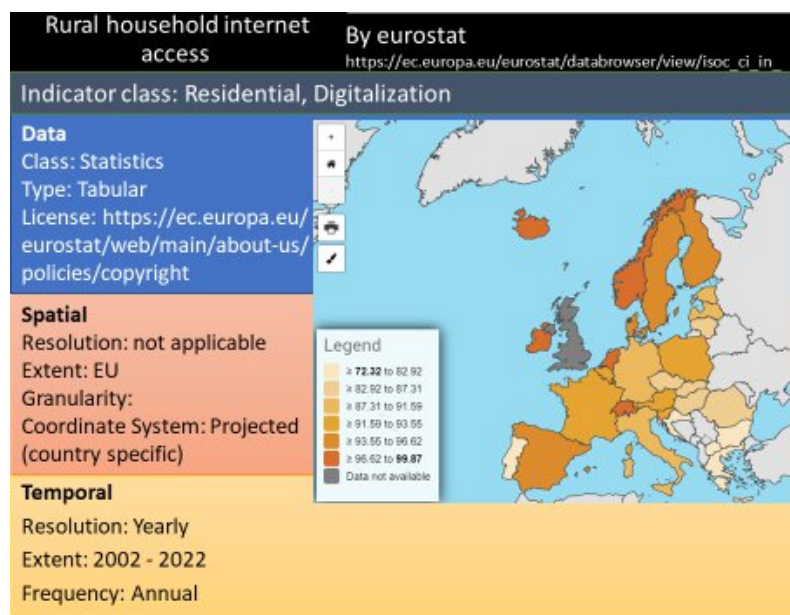 Rural household internet
access
By eurostat
https://ec.europa.eu/eurostat/databrowser/view/isoc_ci_in_
Indicator class: Residential, Digitalization
Data
Class: Statistics
Type: Tabular
License: https://ec.europa.eu/
eurostat/web/main/about-us/
policies/copyright
Spatial
Resolution: not applicable
Extent: EU
Granularity:
Coordinate System: Projected
(country specific)
Temporal
Resolution: Yearly
Extent: 2002 - 2022
Frequency: Annual
+
Legend
≥ 72.32 to 82.92
≥ 82.92 to 87.31
≥ 87.31 to 91.59
≥ 91.59 to 93.55
≥ 93.55 to 96.62
≥ 96.62 to 99.87
Data not available